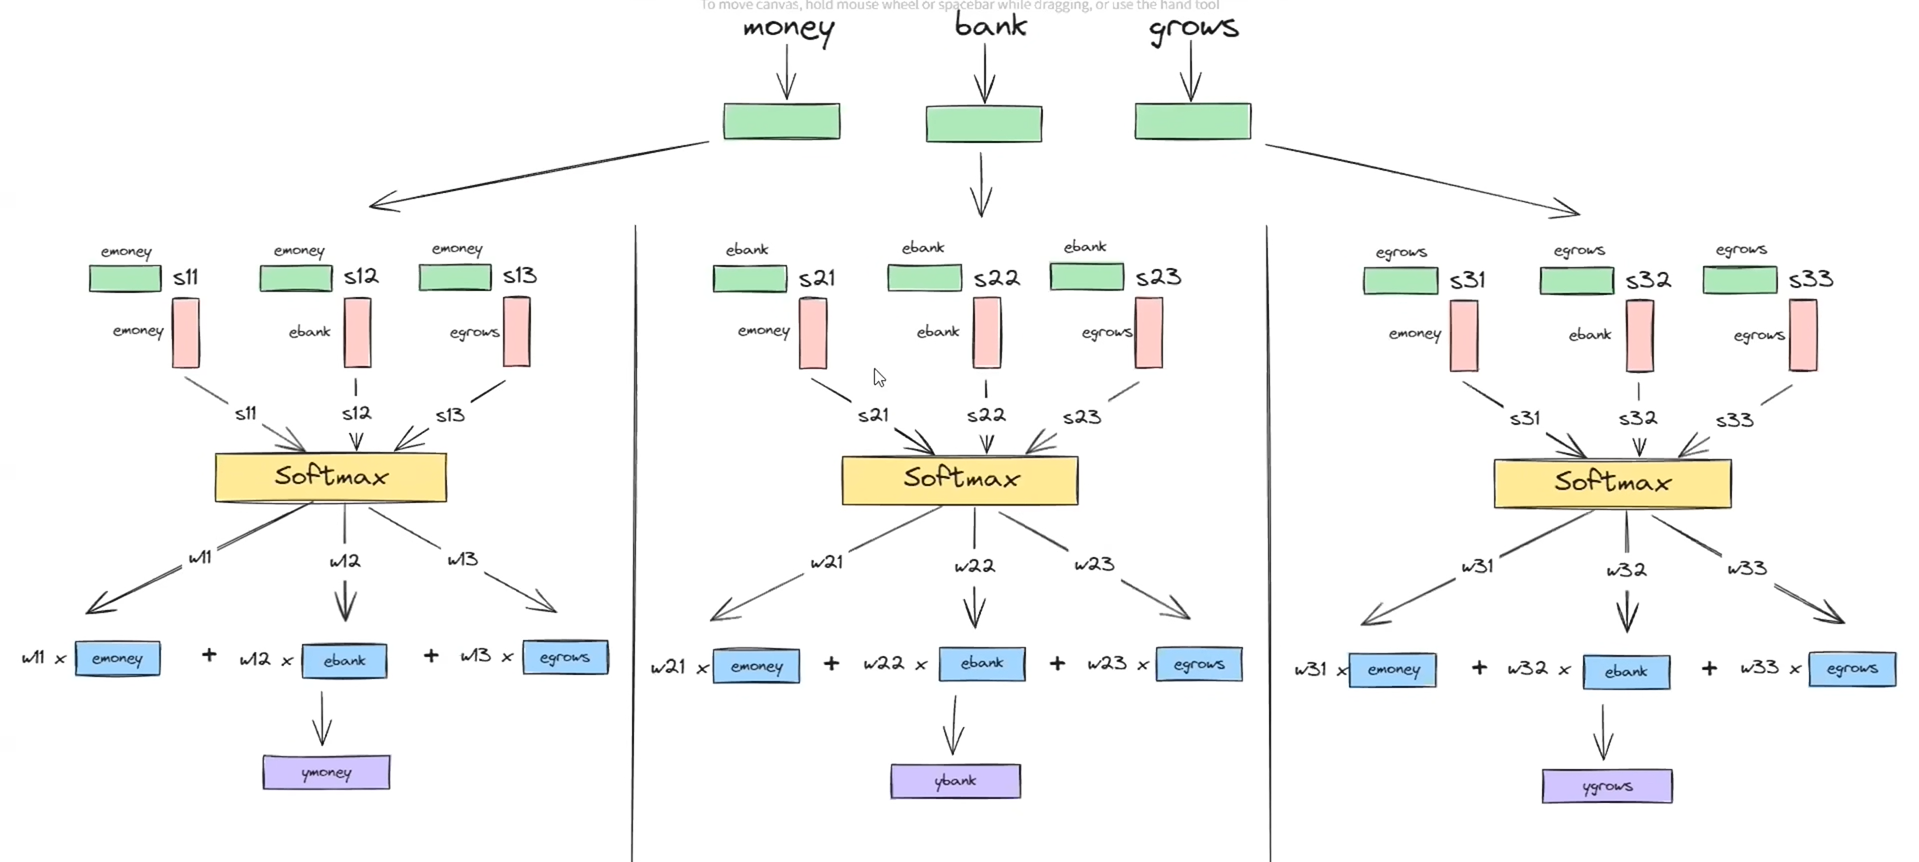 To move canvas, hold mouse wheel or spacebar while dragging, or use the hand tool
money bank grows
emoney emoney emoney ebank ebank ebank egrows egrows egrows
s11 s12 s13 s21 s22 s23 s31 s32 s33
emoney ebank egrows emoney ebank egrows emoney ebank egrows
s11 s12 s13 s21 s22 s23 s31 s32 s33
Softmax Softmax Softmax
w11 w12 w13 w21 w22 w23 w31 w32 w33
w11 x emoney + w12 x ebank + w13 x egrows w21 x emoney + w22 x ebank + w23 x egrows w31 x emoney + w32 x ebank + w33 x egrows
ymoney ybank ygrows